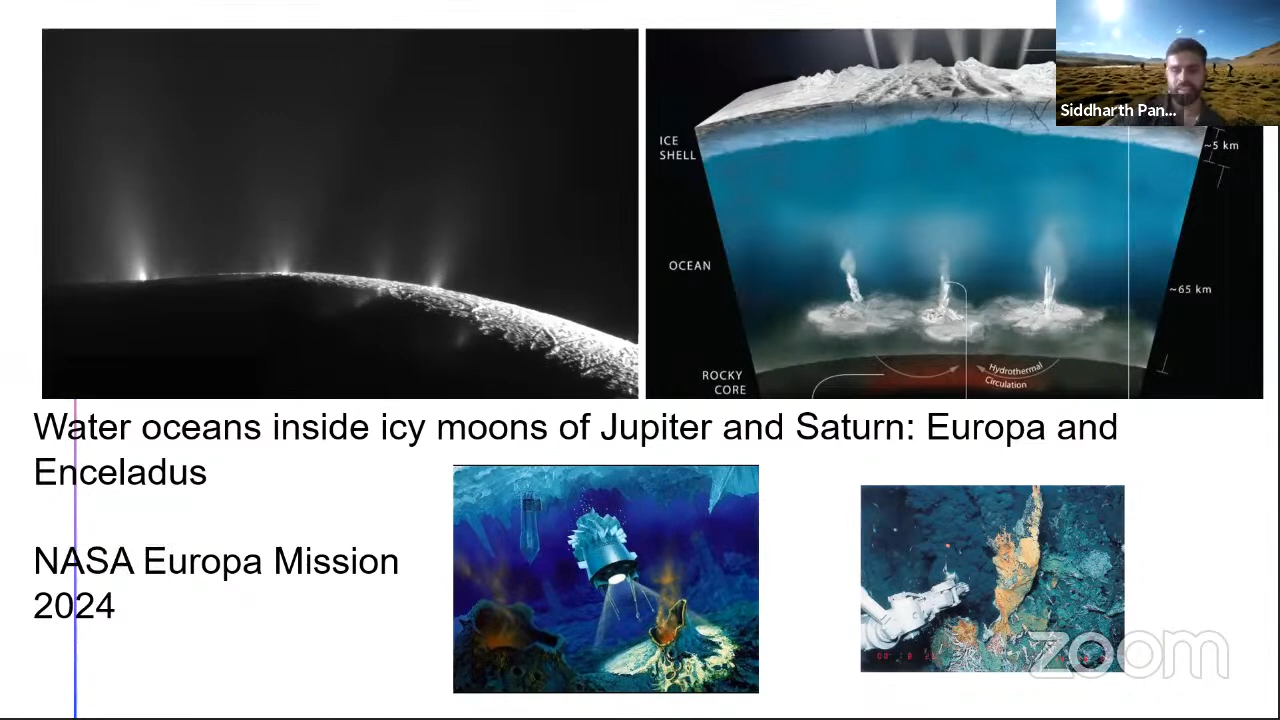 Siddharth Pan...
ICE
SHELL
~5 km
OCEAN
~65 km
ROCKY
CORE
Hydrothermal
Circulation
Water oceans inside icy moons of Jupiter and Saturn: Europa and
Enceladus
NASA Europa Mission
2024
zoom